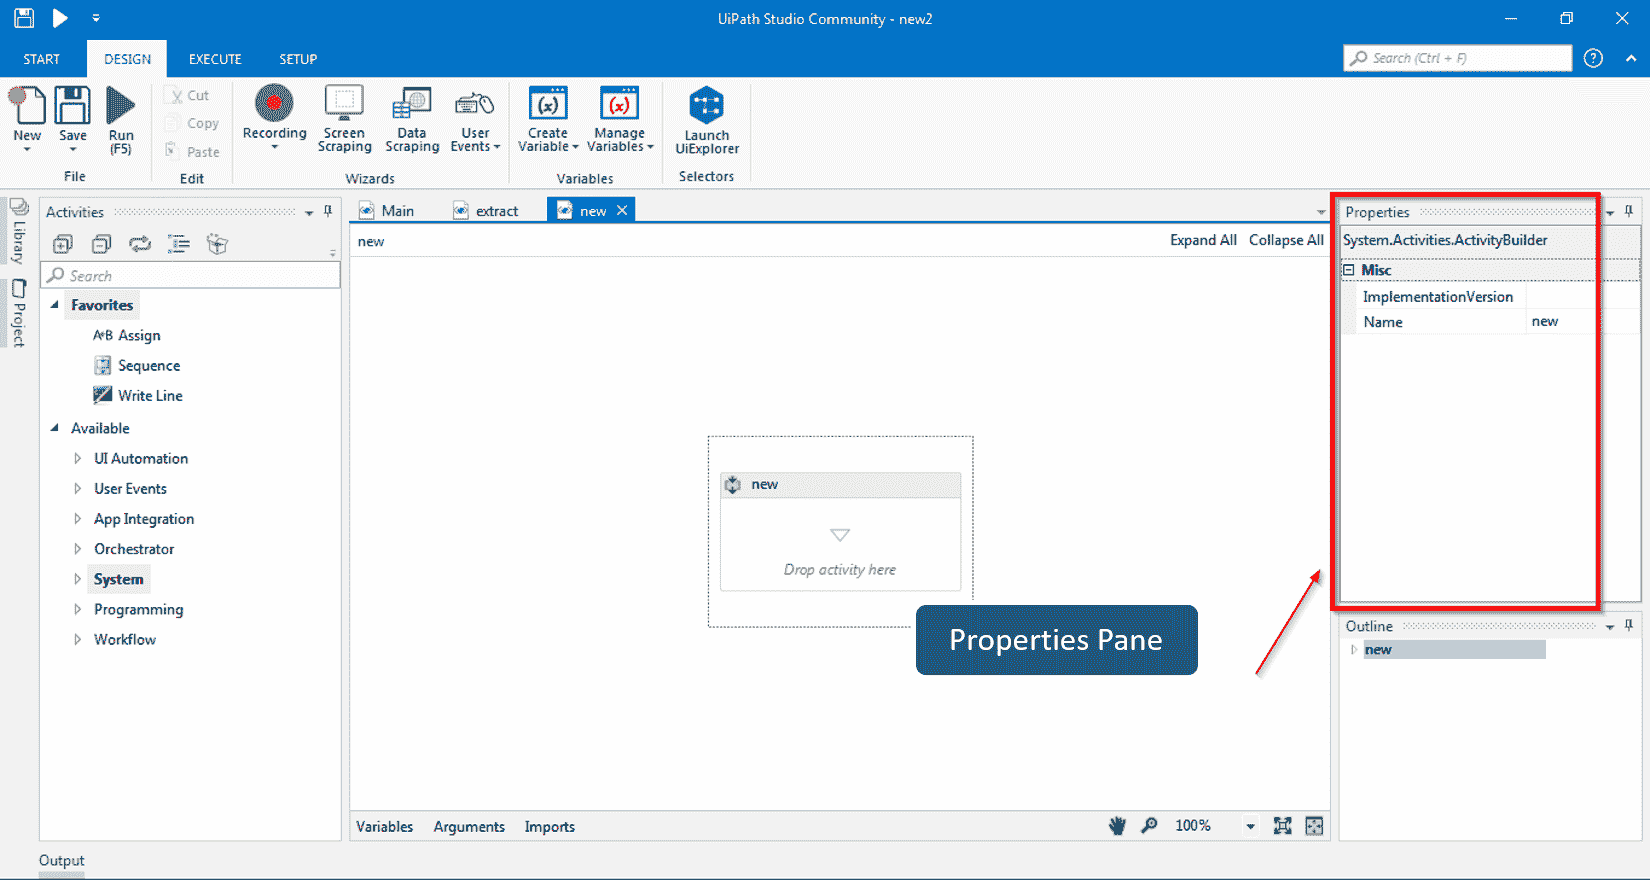 UiPath Studio Community - new2
START DESIGN EXECUTE SETUP
Search (Ctrl + F)
?
New
Save
Run
(F5)
File
Cut
Copy
Paste
Edit
Recording
Screen
Scraping
Data
Scraping
User
Events
Wizards
(x)
Create
Variable
(x)
Manage
Variables
Variables
Launch
UiExplorer
Selectors
Library
Project
Activities
Search
Favorites
A+B Assign
Sequence
Write Line
Available
UI Automation
User Events
App Integration
Orchestrator
System
Programming
Workflow
Main
extract
new
new
Expand All Collapse All
new
Drop activity here
Properties Pane
Variables Arguments Imports
100%
Properties
System.Activities.ActivityBuilder
Misc
ImplementationVersion
Name new
Outline
new
Output